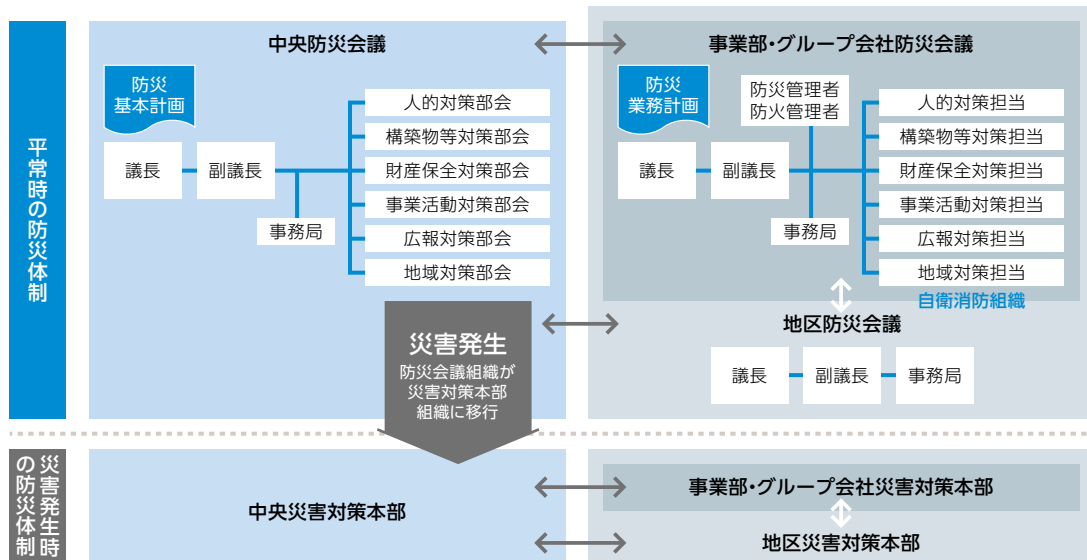 平常時の防災体制
中央防災会議
防災
基本計画
議長
副議長
事務局
人的対策部会
構築物等対策部会
財産保全対策部会
事業活動対策部会
広報対策部会
地域対策部会
事業部・グループ会社防災会議
防災
業務計画
防災管理者
防火管理者
議長
副議長
事務局
人的対策担当
構築物等対策担当
財産保全対策担当
事業活動対策担当
広報対策担当
地域対策担当
自衛消防組織
地区防災会議
議長
副議長
事務局
災害発生
防災会議組織が
災害対策本部
組織に移行
災害発生時
の防災体制
中央災害対策本部
事業部・グループ会社災害対策本部
地区災害対策本部